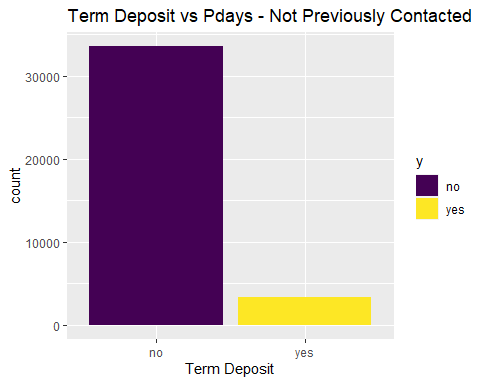 Term Deposit vs Pdays - Not Previously Contacted
30000
20000
10000
0
count
no
yes
Term Deposit
y
no
yes